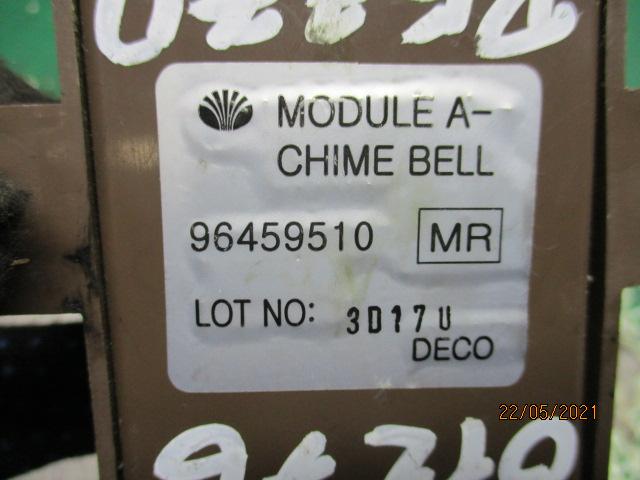 MODULE A-
CHIME BELL
96459510 MR
LOT NO: 3D17U
DECO
22/05/2021